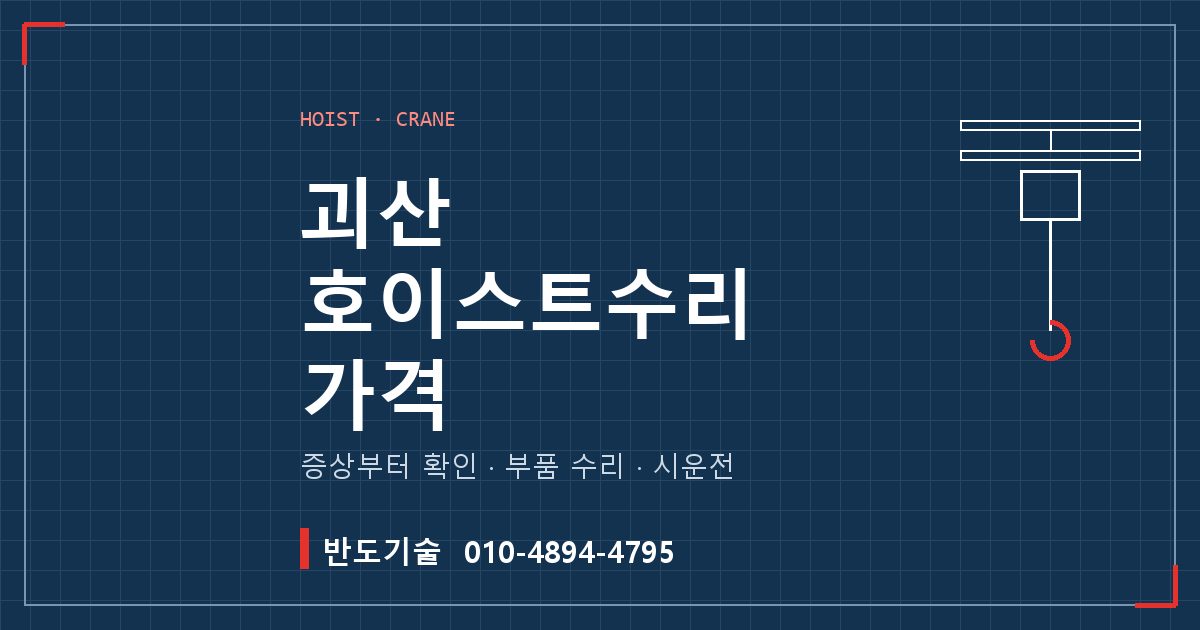 HOIST · CRANE
괴산
호이스트수리
가격
증상부터 확인 · 부품 수리 · 시운전
반도기술 010-4894-4795